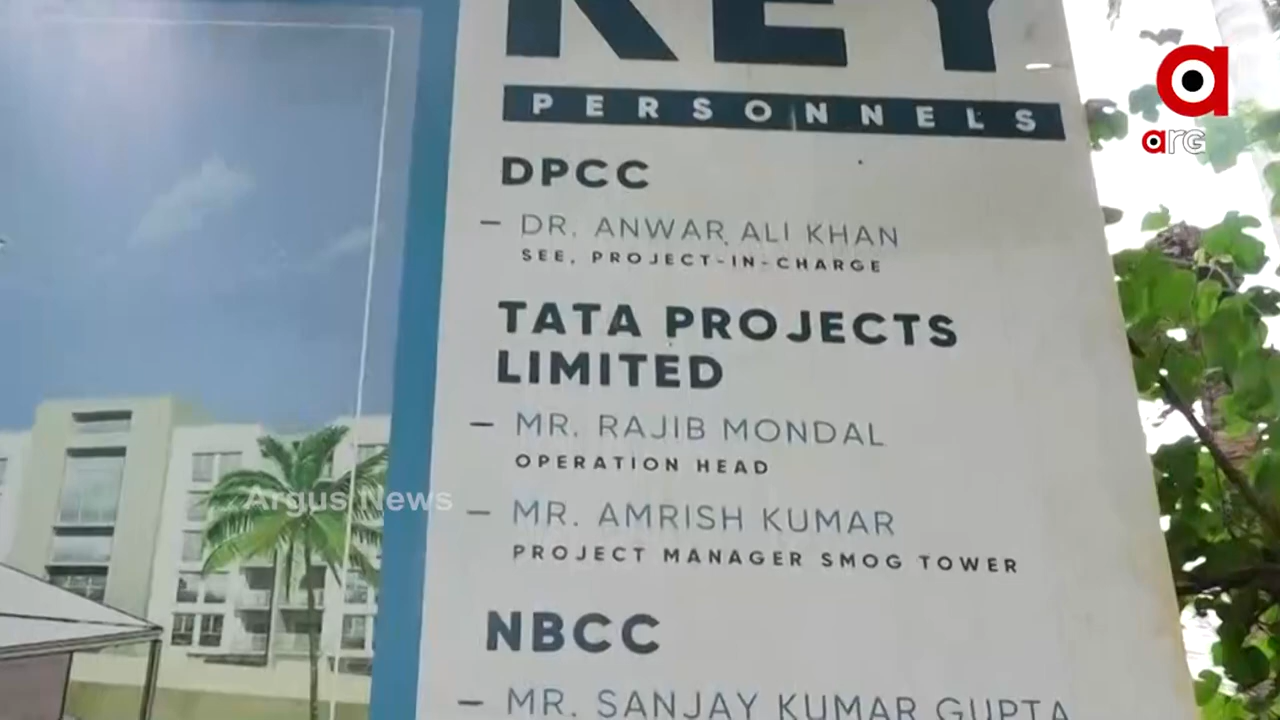 KEY
PERSONNELS
DPCC
– DR. ANWAR ALI KHAN
SEE, PROJECT-IN-CHARGE
TATA PROJECTS
LIMITED
– MR. RAJIB MONDAL
OPERATION HEAD
– MR. AMRISH KUMAR
PROJECT MANAGER SMOG TOWER
NBCC
– MR. SANJAY KUMAR GUPTA
a
arG
Argus News